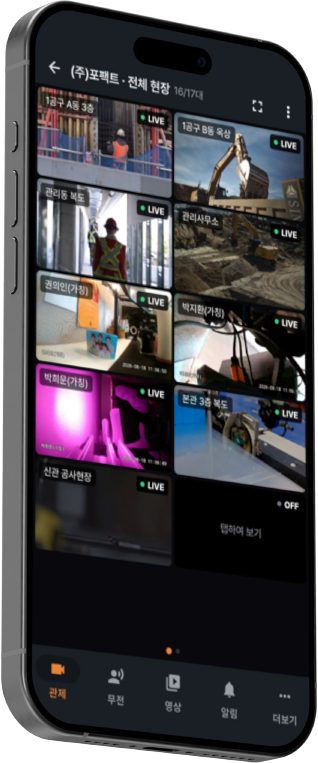 (주)포팩트 · 전체 현장 16/17대
1공구 A동 3층
LIVE
1공구 B동 옥상
LIVE
관리동 복도
LIVE
관리사무소
LIVE
권의인(가칭)
LIVE
박지환(가칭)
LIVE
박희문(가칭)
LIVE
본관 3층 복도
LIVE
신관 공사현장
LIVE
OFF
탭하여 보기
관제
무전
영상
알림
더보기